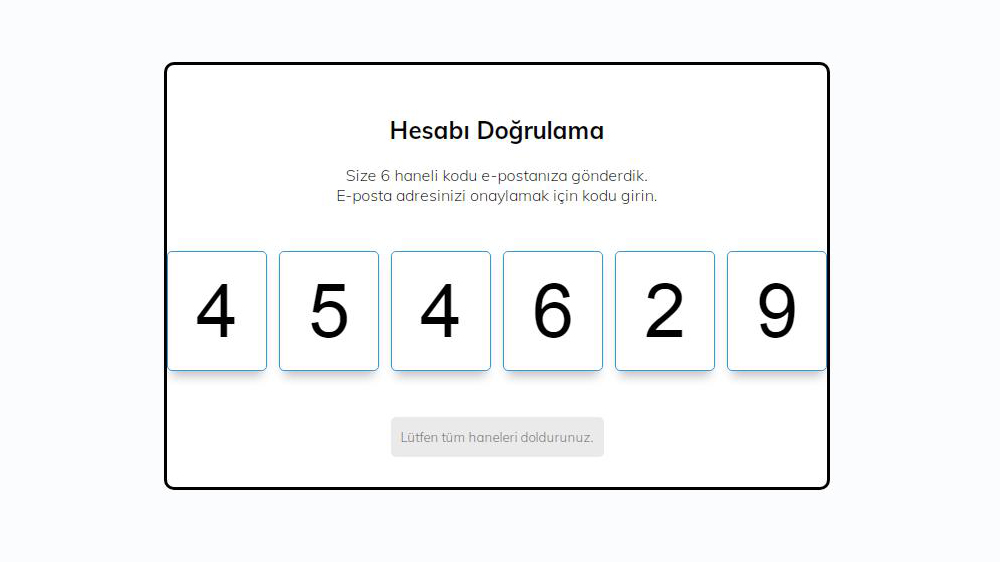 Hesabı Doğrulama
Size 6 haneli kodu e-postanıza gönderdik.
E-posta adresinizi onaylamak için kodu girin.
4 5 4 6 2 9
Lütfen tüm haneleri doldurunuz.